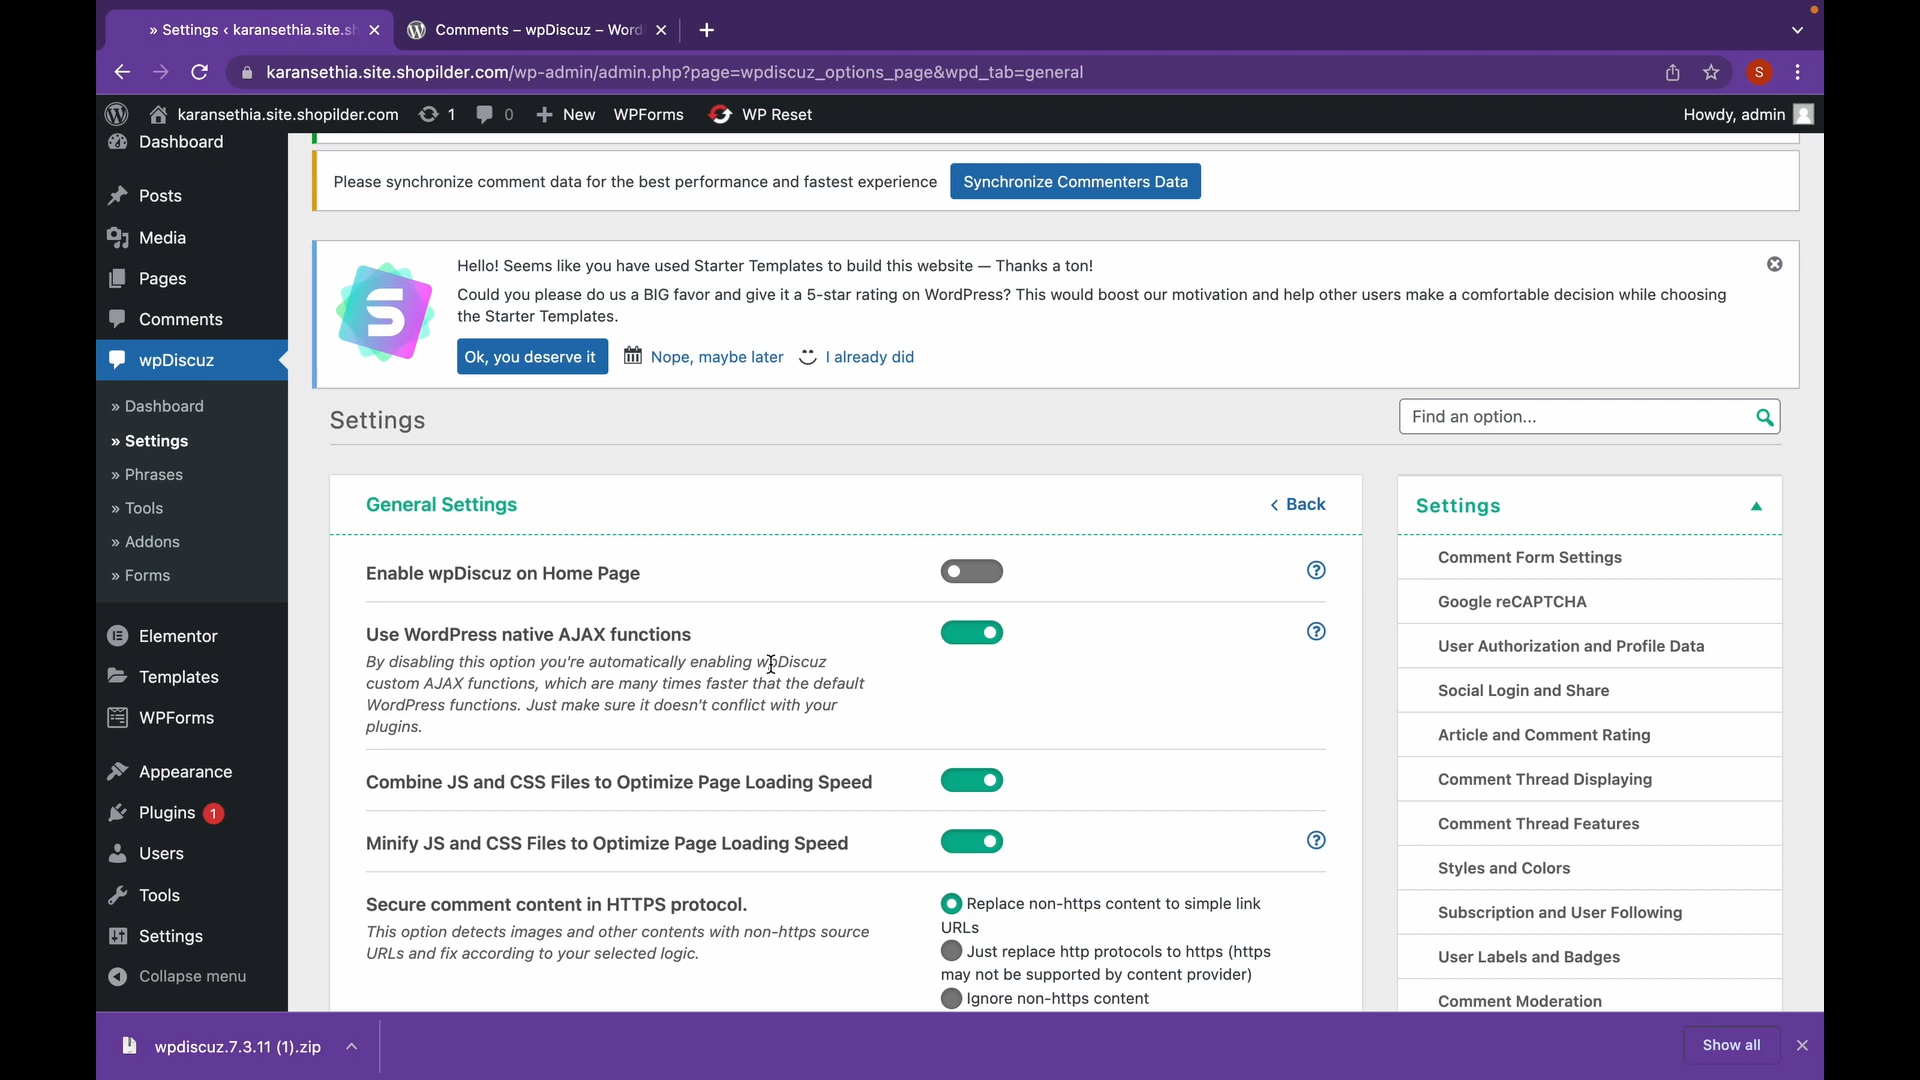 » Settings ‹ karansethia.site.sh
Comments – wpDiscuz – Word
karansethia.site.shopilder.com/wp-admin/admin.php?page=wpdiscuz_options_page&wpd_tab=general
S
karansethia.site.shopilder.com 1 0 New WPForms WP Reset
Howdy, admin
Dashboard
Posts
Media
Pages
Comments
wpDiscuz
» Dashboard
» Settings
» Phrases
» Tools
» Addons
» Forms
Elementor
Templates
WPForms
Appearance
Plugins 1
Users
Tools
Settings
Collapse menu
Please synchronize comment data for the best performance and fastest experience Synchronize Commenters Data
Hello! Seems like you have used Starter Templates to build this website — Thanks a ton!
Could you please do us a BIG favor and give it a 5-star rating on WordPress? This would boost our motivation and help other users make a comfortable decision while choosing
the Starter Templates.
Ok, you deserve it Nope, maybe later I already did
Settings
Find an option...
General Settings
‹ Back
Enable wpDiscuz on Home Page
Use WordPress native AJAX functions
By disabling this option you're automatically enabling wpDiscuz
custom AJAX functions, which are many times faster that the default
WordPress functions. Just make sure it doesn't conflict with your
plugins.
Combine JS and CSS Files to Optimize Page Loading Speed
Minify JS and CSS Files to Optimize Page Loading Speed
Secure comment content in HTTPS protocol.
This option detects images and other contents with non-https source
URLs and fix according to your selected logic.
Replace non-https content to simple link
URLs
Just replace http protocols to https (https
may not be supported by content provider)
Ignore non-https content
Settings
Comment Form Settings
Google reCAPTCHA
User Authorization and Profile Data
Social Login and Share
Article and Comment Rating
Comment Thread Displaying
Comment Thread Features
Styles and Colors
Subscription and User Following
User Labels and Badges
Comment Moderation
wpdiscuz.7.3.11 (1).zip
Show all